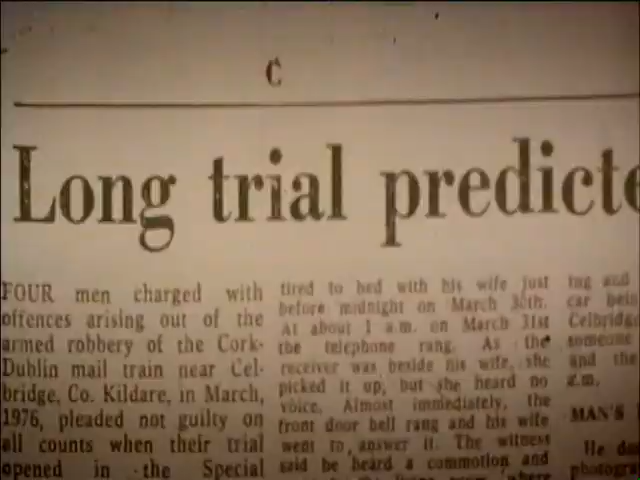 C
Long trial predicte
FOUR men charged with
offences arising out of the
armed robbery of the Cork-
Dublin mail train near Cel-
bridge, Co. Kildare, in March,
1976, pleaded not guilty on
all counts when their trial
opened in the Special
tired to bed with his wife just
before midnight on March 30th.
At about 1 a.m. on March 31st
the telephone rang. As the
receiver was beside his wife, she
picked it up, but she heard no
voice. Almost immediately, the
front door bell rang and his wife
went to answer it. The witness
said he heard a commotion and
where
ing and
car bein
Celbridge
someone
and the
a.m.
MAN'S
He do
photogra